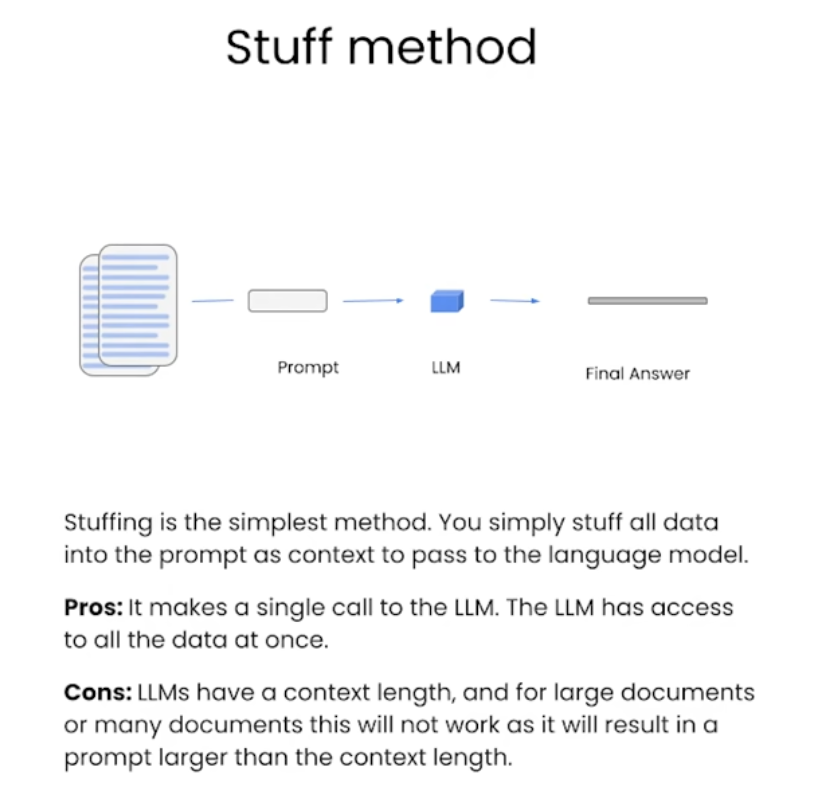 Stuff method
Prompt
LLM
Final Answer
Stuffing is the simplest method. You simply stuff all data
into the prompt as context to pass to the language model.
Pros: It makes a single call to the LLM. The LLM has access
to all the data at once.
Cons: LLMs have a context length, and for large documents
or many documents this will not work as it will result in a
prompt larger than the context length.